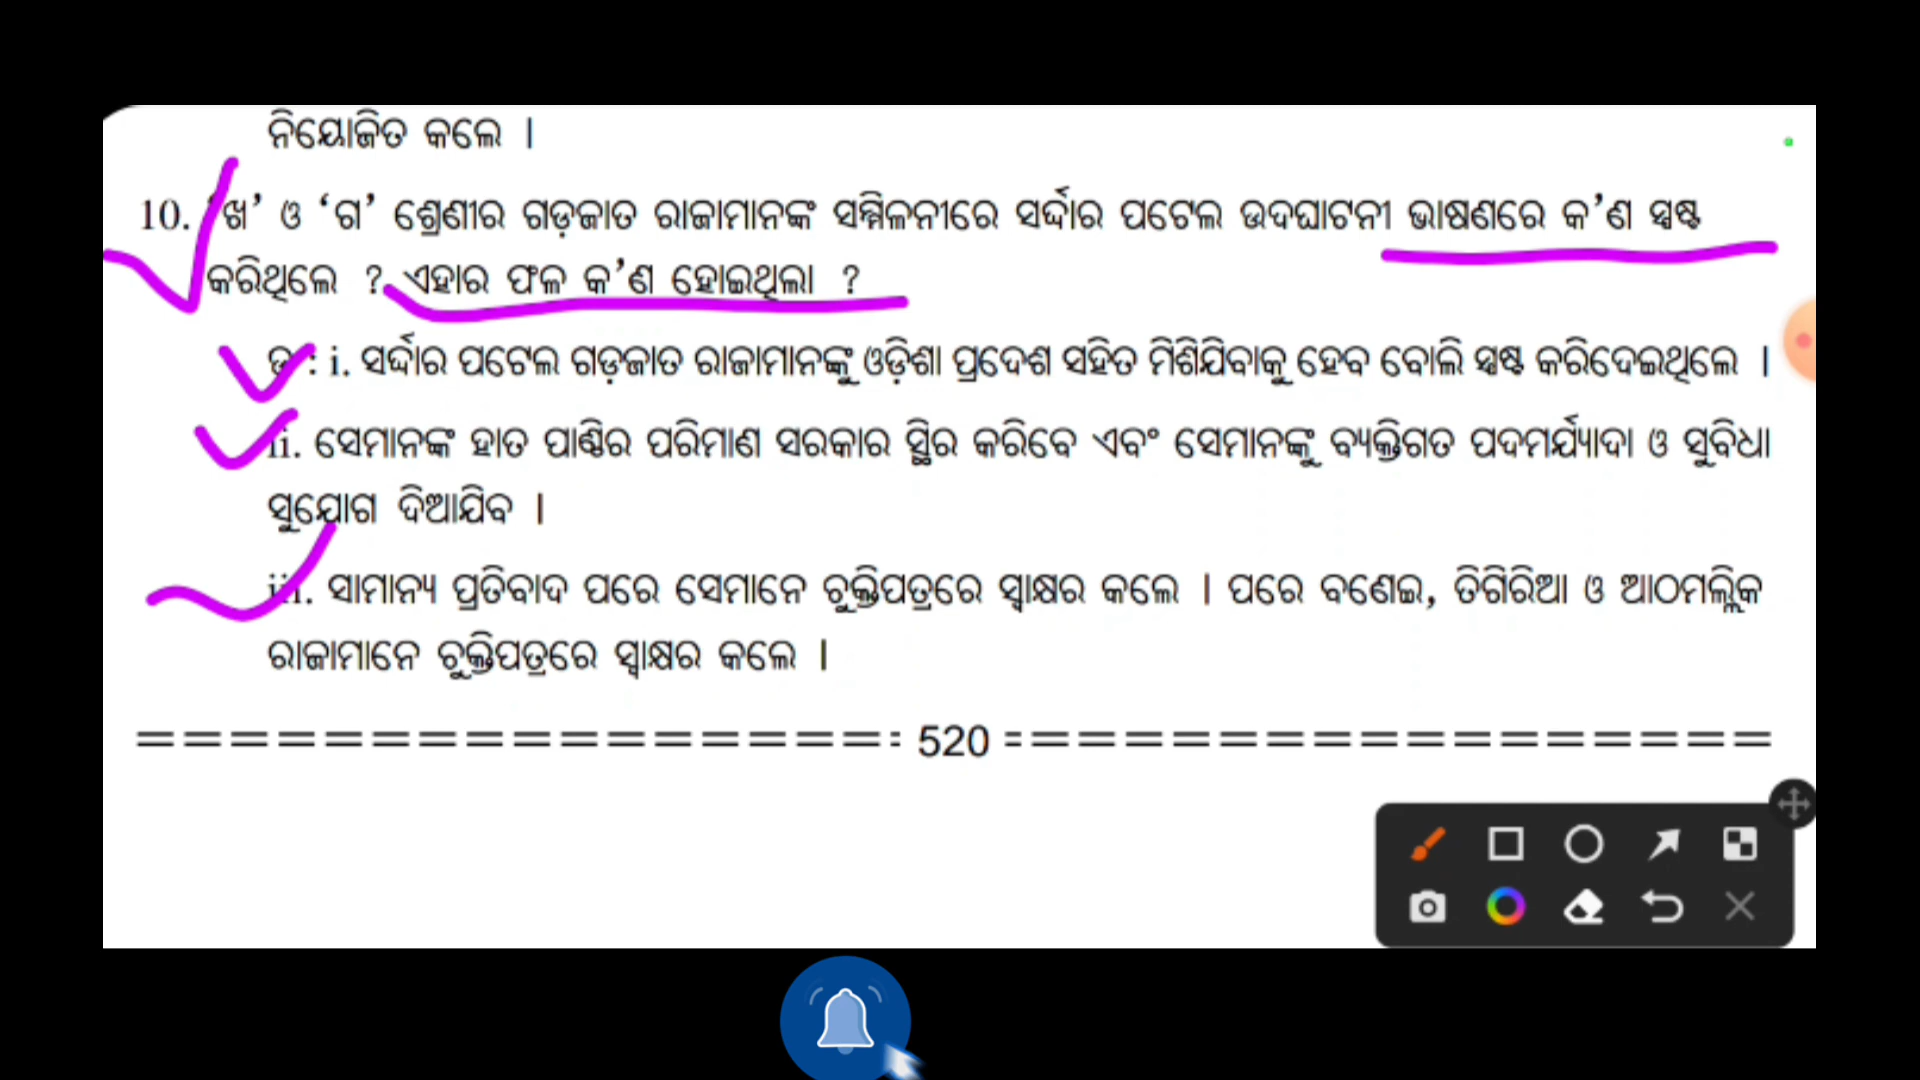 ନିୟୋଜିତ କଲେ ।
10. ‘ଖ’ ଓ ‘ଗ’ ଶ୍ରେଣୀର ଗଡ଼ଜାତ ରାଜାମାନଙ୍କ ସମ୍ମିଳନୀରେ ସର୍ଦ୍ଦାର ପଟେଲ ଉଦଘାଟନୀ ଭାଷଣରେ କ’ଣ ସ୍ପଷ୍ଟ
କରିଥିଲେ ? ଏହାର ଫଳ କ’ଣ ହୋଇଥିଲା ?
ଉ : i. ସର୍ଦ୍ଦାର ପଟେଲ ଗଡ଼ଜାତ ରାଜାମାନଙ୍କୁ ଓଡ଼ିଶା ପ୍ରଦେଶ ସହିତ ମିଶିଯିବାକୁ ହେବ ବୋଲି ସ୍ପଷ୍ଟ କରିଦେଇଥିଲେ ।
ii. ସେମାନଙ୍କ ହାତ ପାଣ୍ଠିର ପରିମାଣ ସରକାର ସ୍ଥିର କରିବେ ଏବଂ ସେମାନଙ୍କୁ ବ୍ୟକ୍ତିଗତ ପଦମର୍ଯ୍ୟାଦା ଓ ସୁବିଧା
ସୁଯୋଗ ଦିଆଯିବ ।
iii. ସାମାନ୍ୟ ପ୍ରତିବାଦ ପରେ ସେମାନେ ଚୁକ୍ତିପତ୍ରରେ ସ୍ୱାକ୍ଷର କଲେ । ପରେ ବଣେଇ, ତିଗିରିଆ ଓ ଆଠମଲ୍ଲିକ
ରାଜାମାନେ ଚୁକ୍ତିପତ୍ରରେ ସ୍ୱାକ୍ଷର କଲେ ।
520